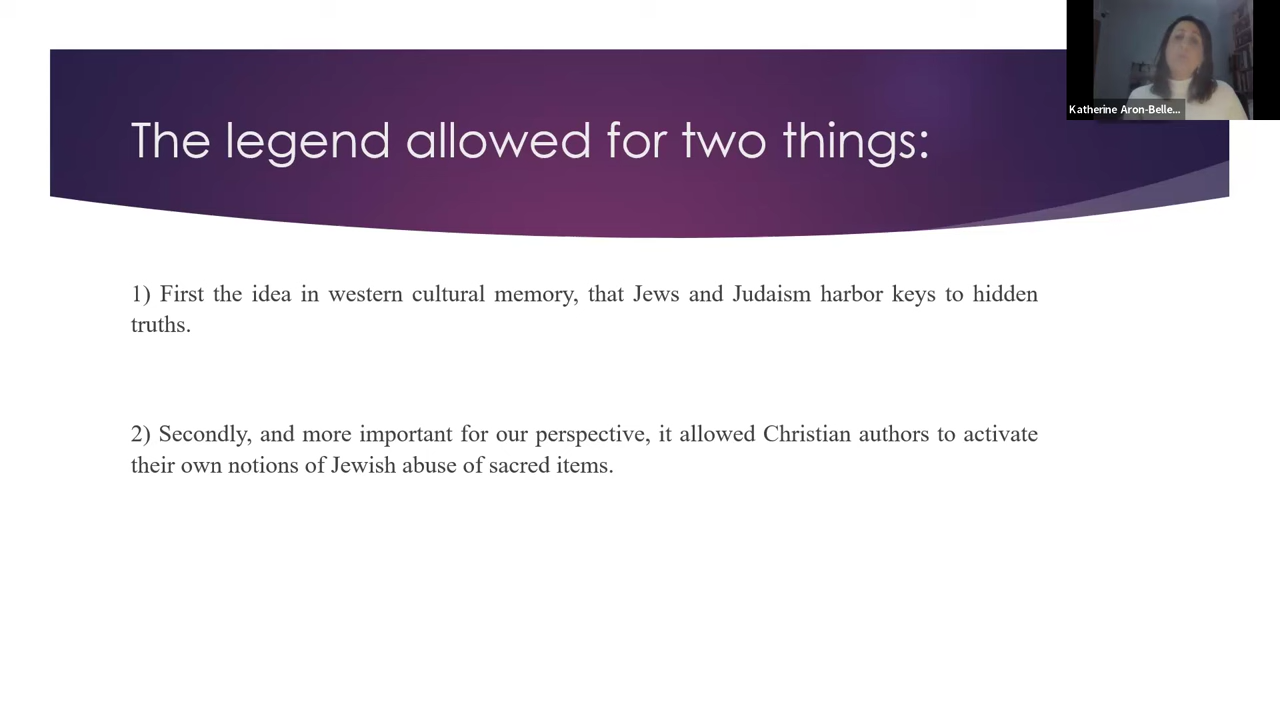 Katherine Aron-Belle...
The legend allowed for two things:
1) First the idea in western cultural memory, that Jews and Judaism harbor keys to hidden
truths.
2) Secondly, and more important for our perspective, it allowed Christian authors to activate
their own notions of Jewish abuse of sacred items.